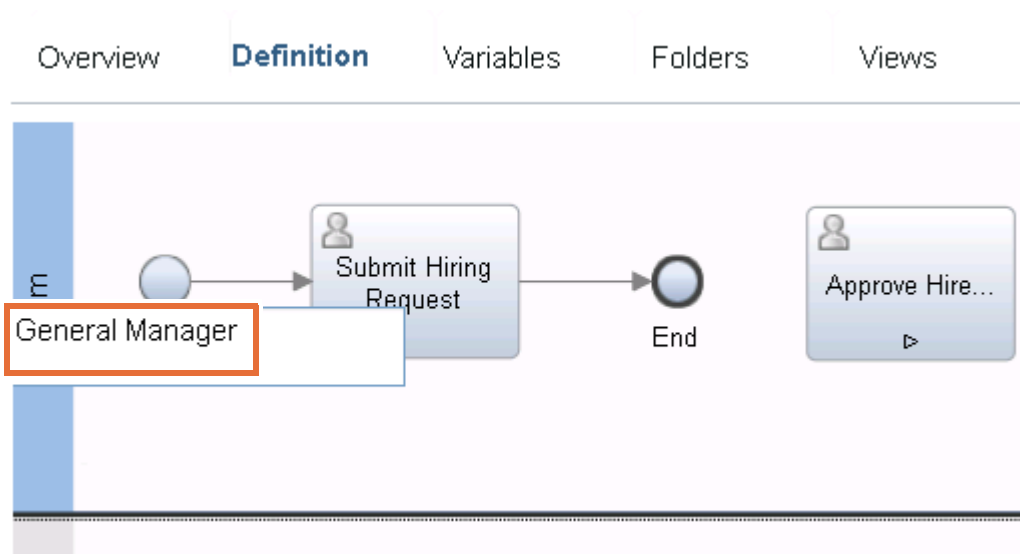 Overview Definition Variables Folders Views
Submit Hiring
Request
Approve Hire...
m
General Manager
End